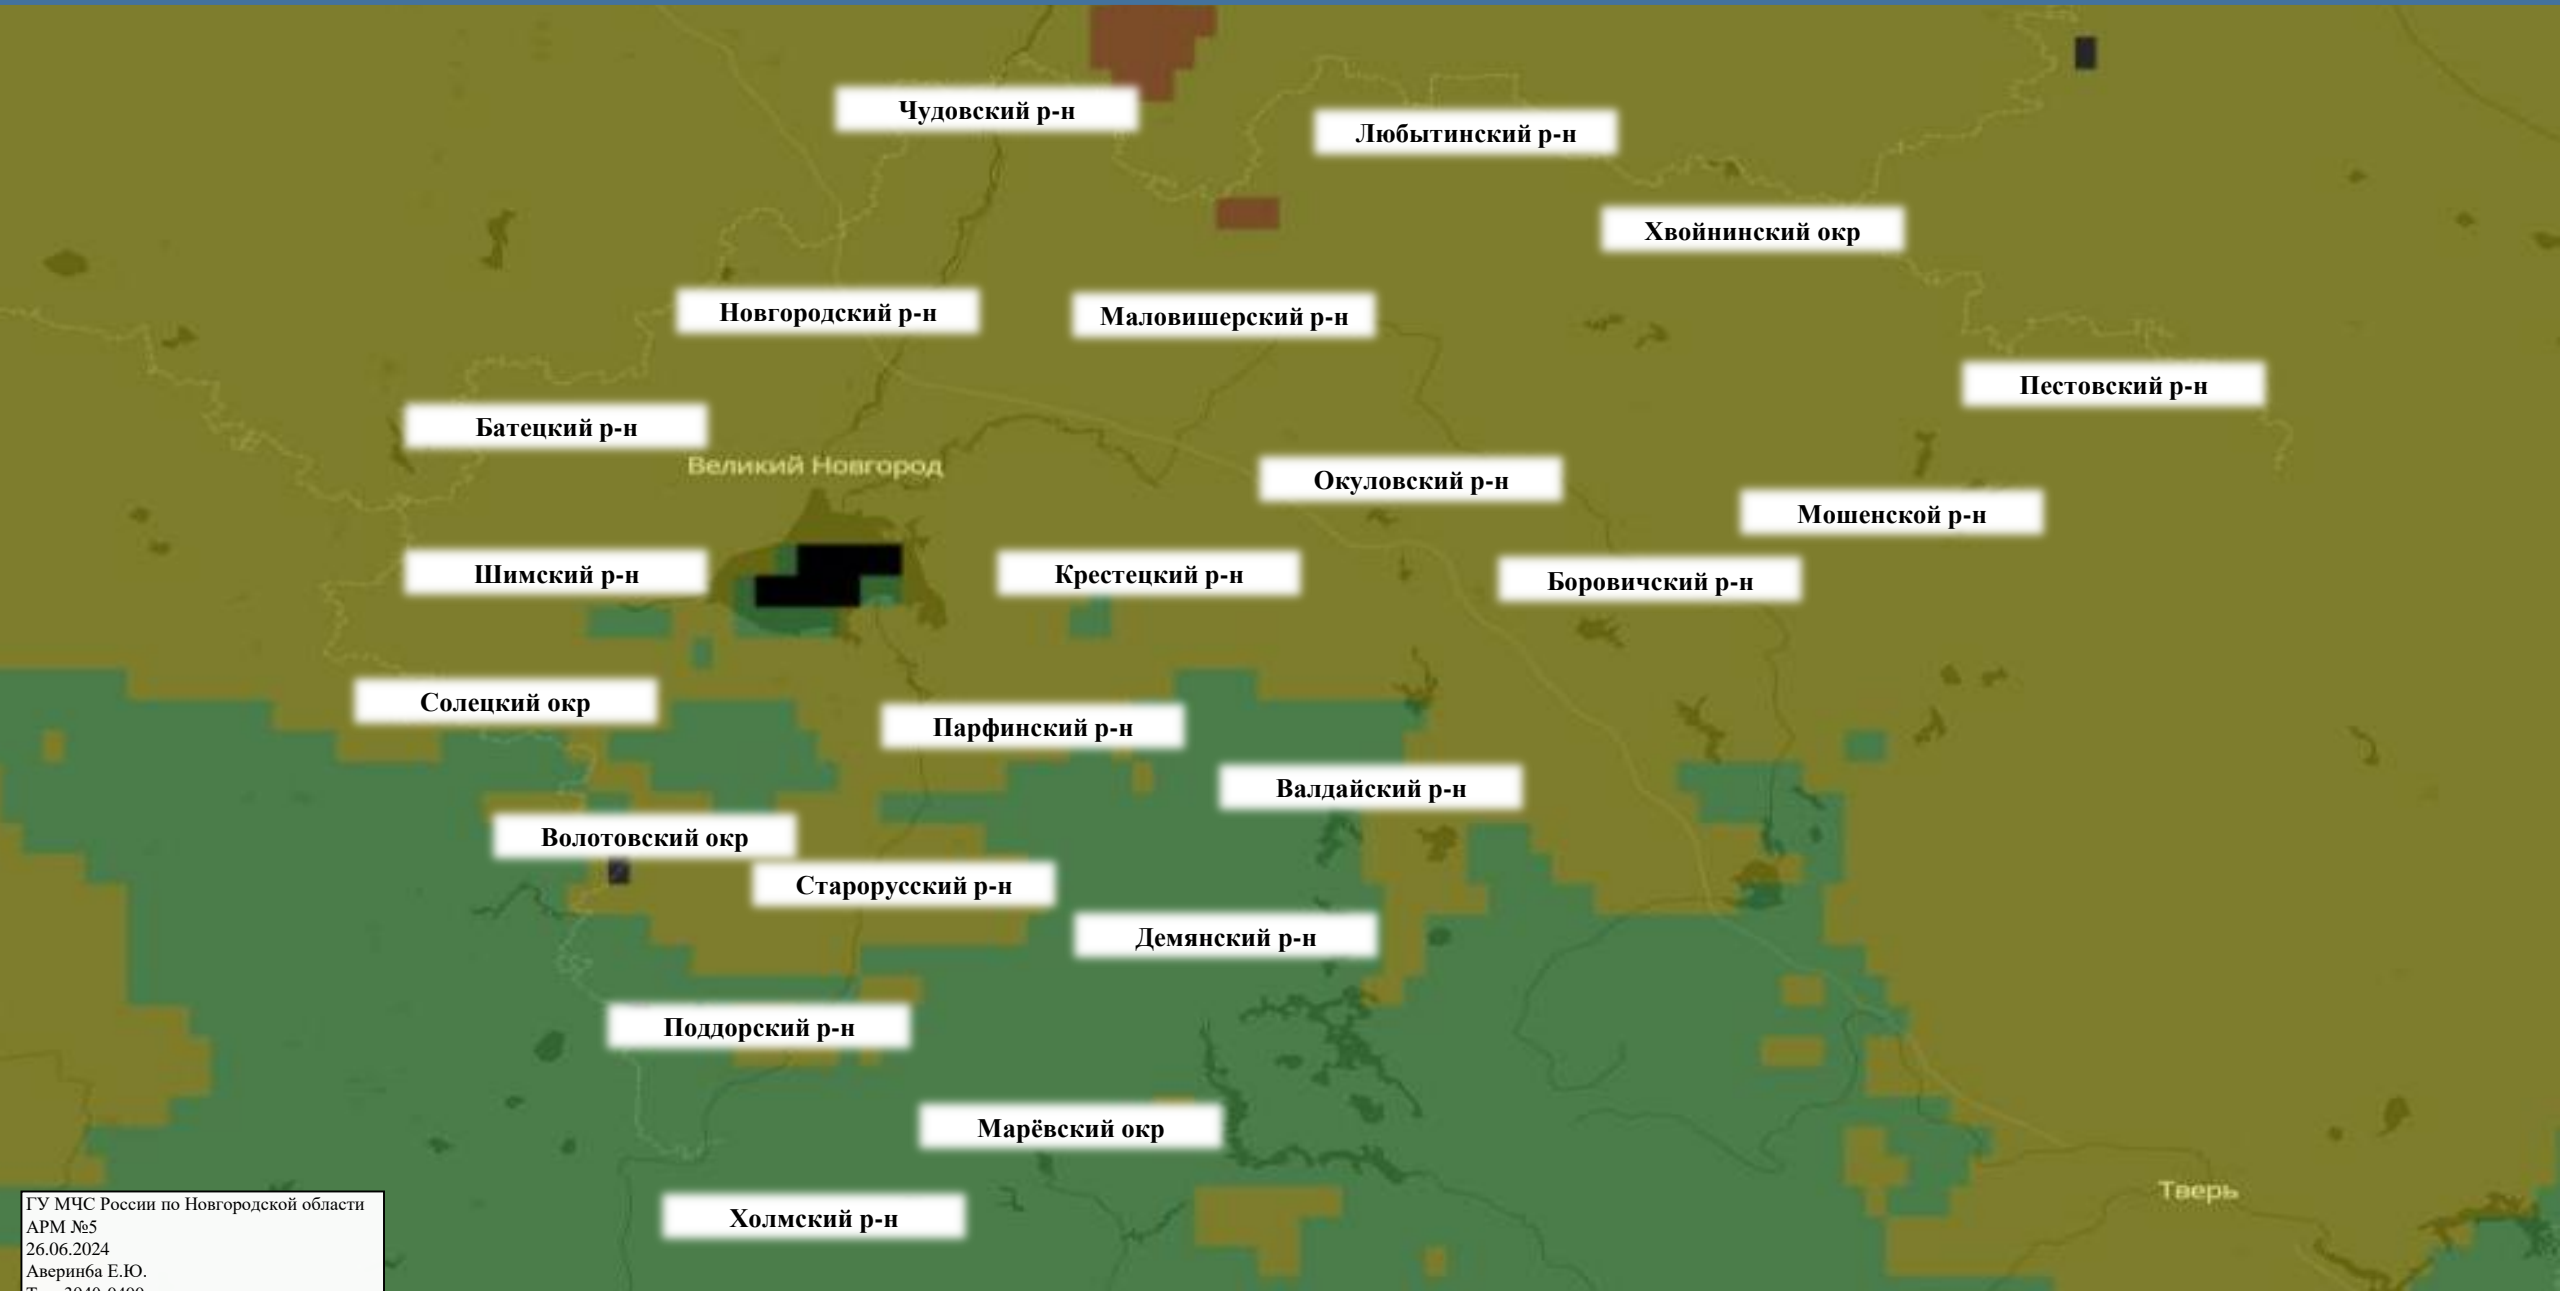 Чудовский р-н
Любытинский р-н
Хвойнинский окр
Новгородский р-н
Маловишерский р-н
Пестовский р-н
Батецкий р-н
Великий Новгород
Окуловский р-н
Мошенской р-н
Шимский р-н
Крестецкий р-н
Боровичский р-н
Солецкий окр
Парфинский р-н
Валдайский р-н
Волотовский окр
Старорусский р-н
Демянский р-н
Поддорский р-н
Марёвский окр
Тверь
Холмский р-н
ГУ МЧС России по Новгородской области
АРМ №5
26.06.2024
Аверин6а Е.Ю.